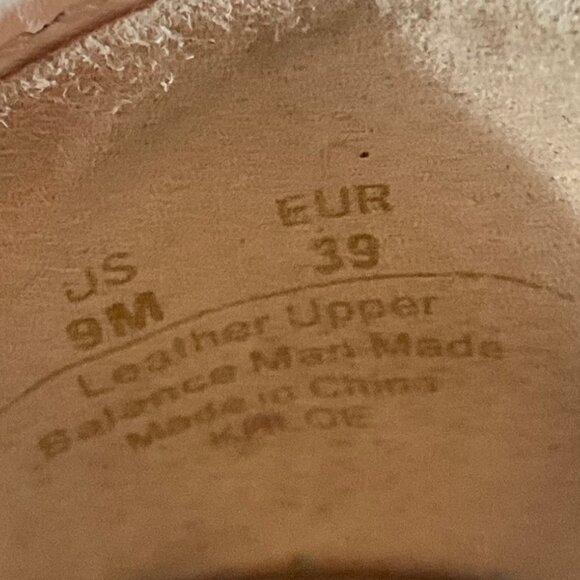 US EUR
9M 39
Leather Upper
Balance Man Made
Made in China